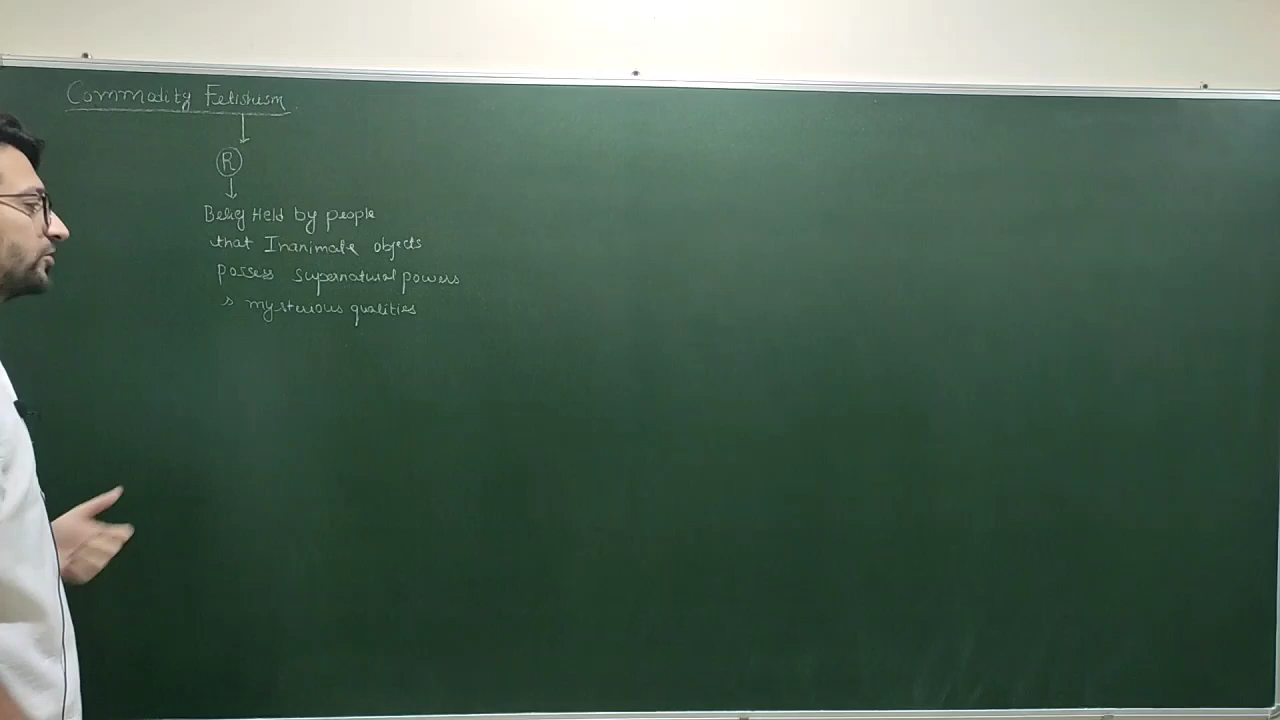 Commodity Fetishism
R
Belief Held by people
that Inanimate objects
possess supernatural powers
mysterious qualities